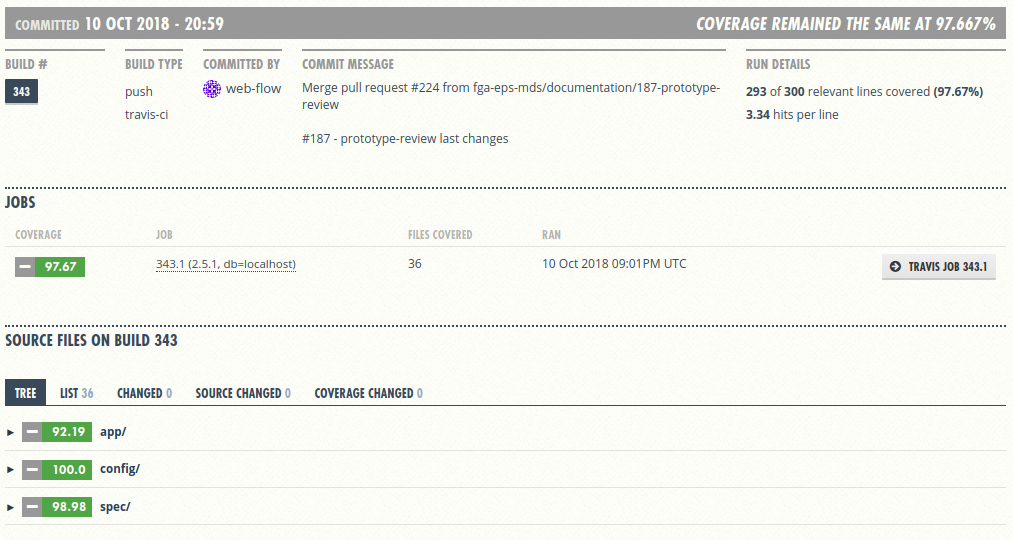 COMMITTED 10 OCT 2018 - 20:59
COVERAGE REMAINED THE SAME AT 97.667%
BUILD #
BUILD TYPE
COMMITTED BY
COMMIT MESSAGE
RUN DETAILS
343
push
travis-ci
web-flow
Merge pull request #224 from fga-eps-mds/documentation/187-prototype-
review
#187 - prototype-review last changes
293 of 300 relevant lines covered (97.67%)
3.34 hits per line
JOBS
COVERAGE
JOB
FILES COVERED
RAN
97.67
343.1 (2.5.1, db=localhost)
36
10 Oct 2018 09:01PM UTC
TRAVIS JOB 343.1
SOURCE FILES ON BUILD 343
TREE
LIST 36
CHANGED 0
SOURCE CHANGED 0
COVERAGE CHANGED 0
92.19 app/
100.0 config/
98.98 spec/